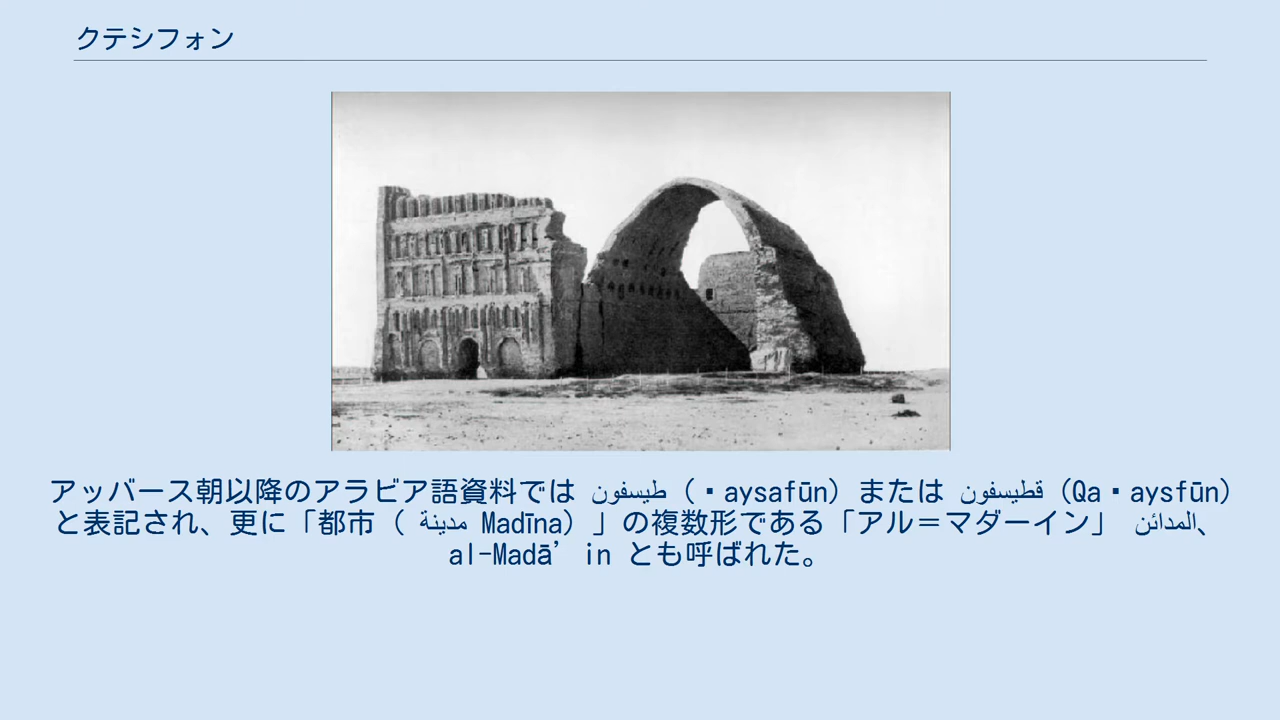 クテシフォン
アッバース朝以降のアラビア語資料では طيسفون（▪aysafūn）または قطيسفون（Qa▪aysfūn）
と表記され、更に「都市（ مدينة Madīna）」の複数形である「アル＝マダーイン」 المدائن、
al-Madā’in とも呼ばれた。